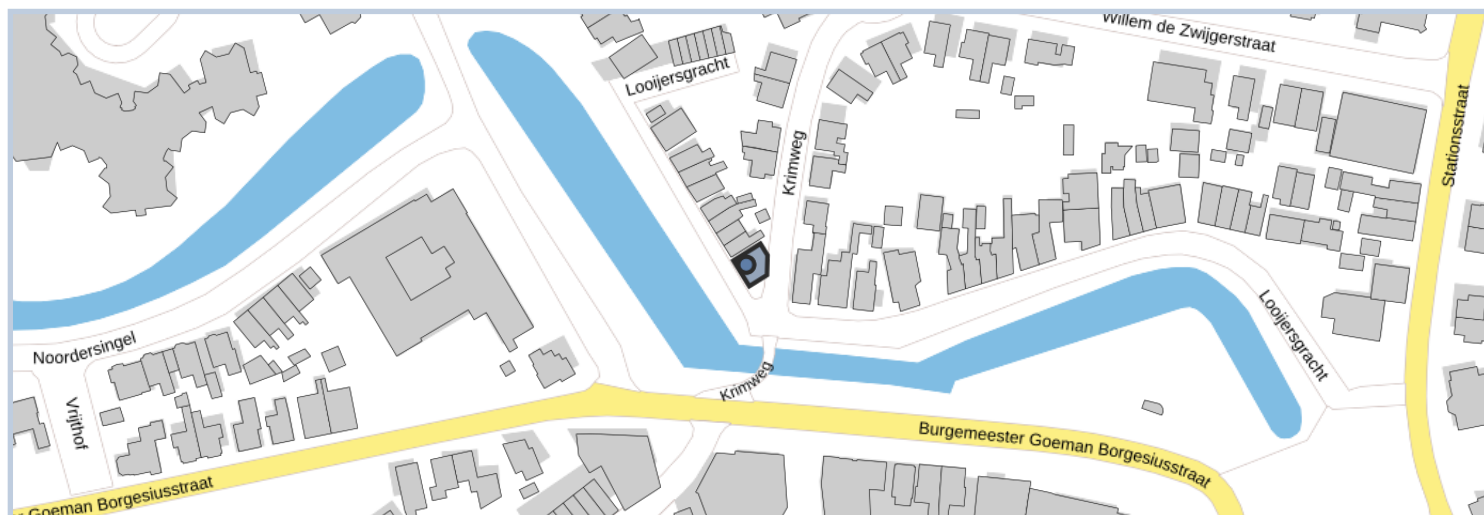 Willem de Zwijgerstraat
Looijersgracht
Stationsstraat
Krimweg
Looijersgracht
Noordersingel
Krimweg
Vrijthof
Burgemeester Goeman Borgesiusstraat
r Goeman Borgesiusstraat